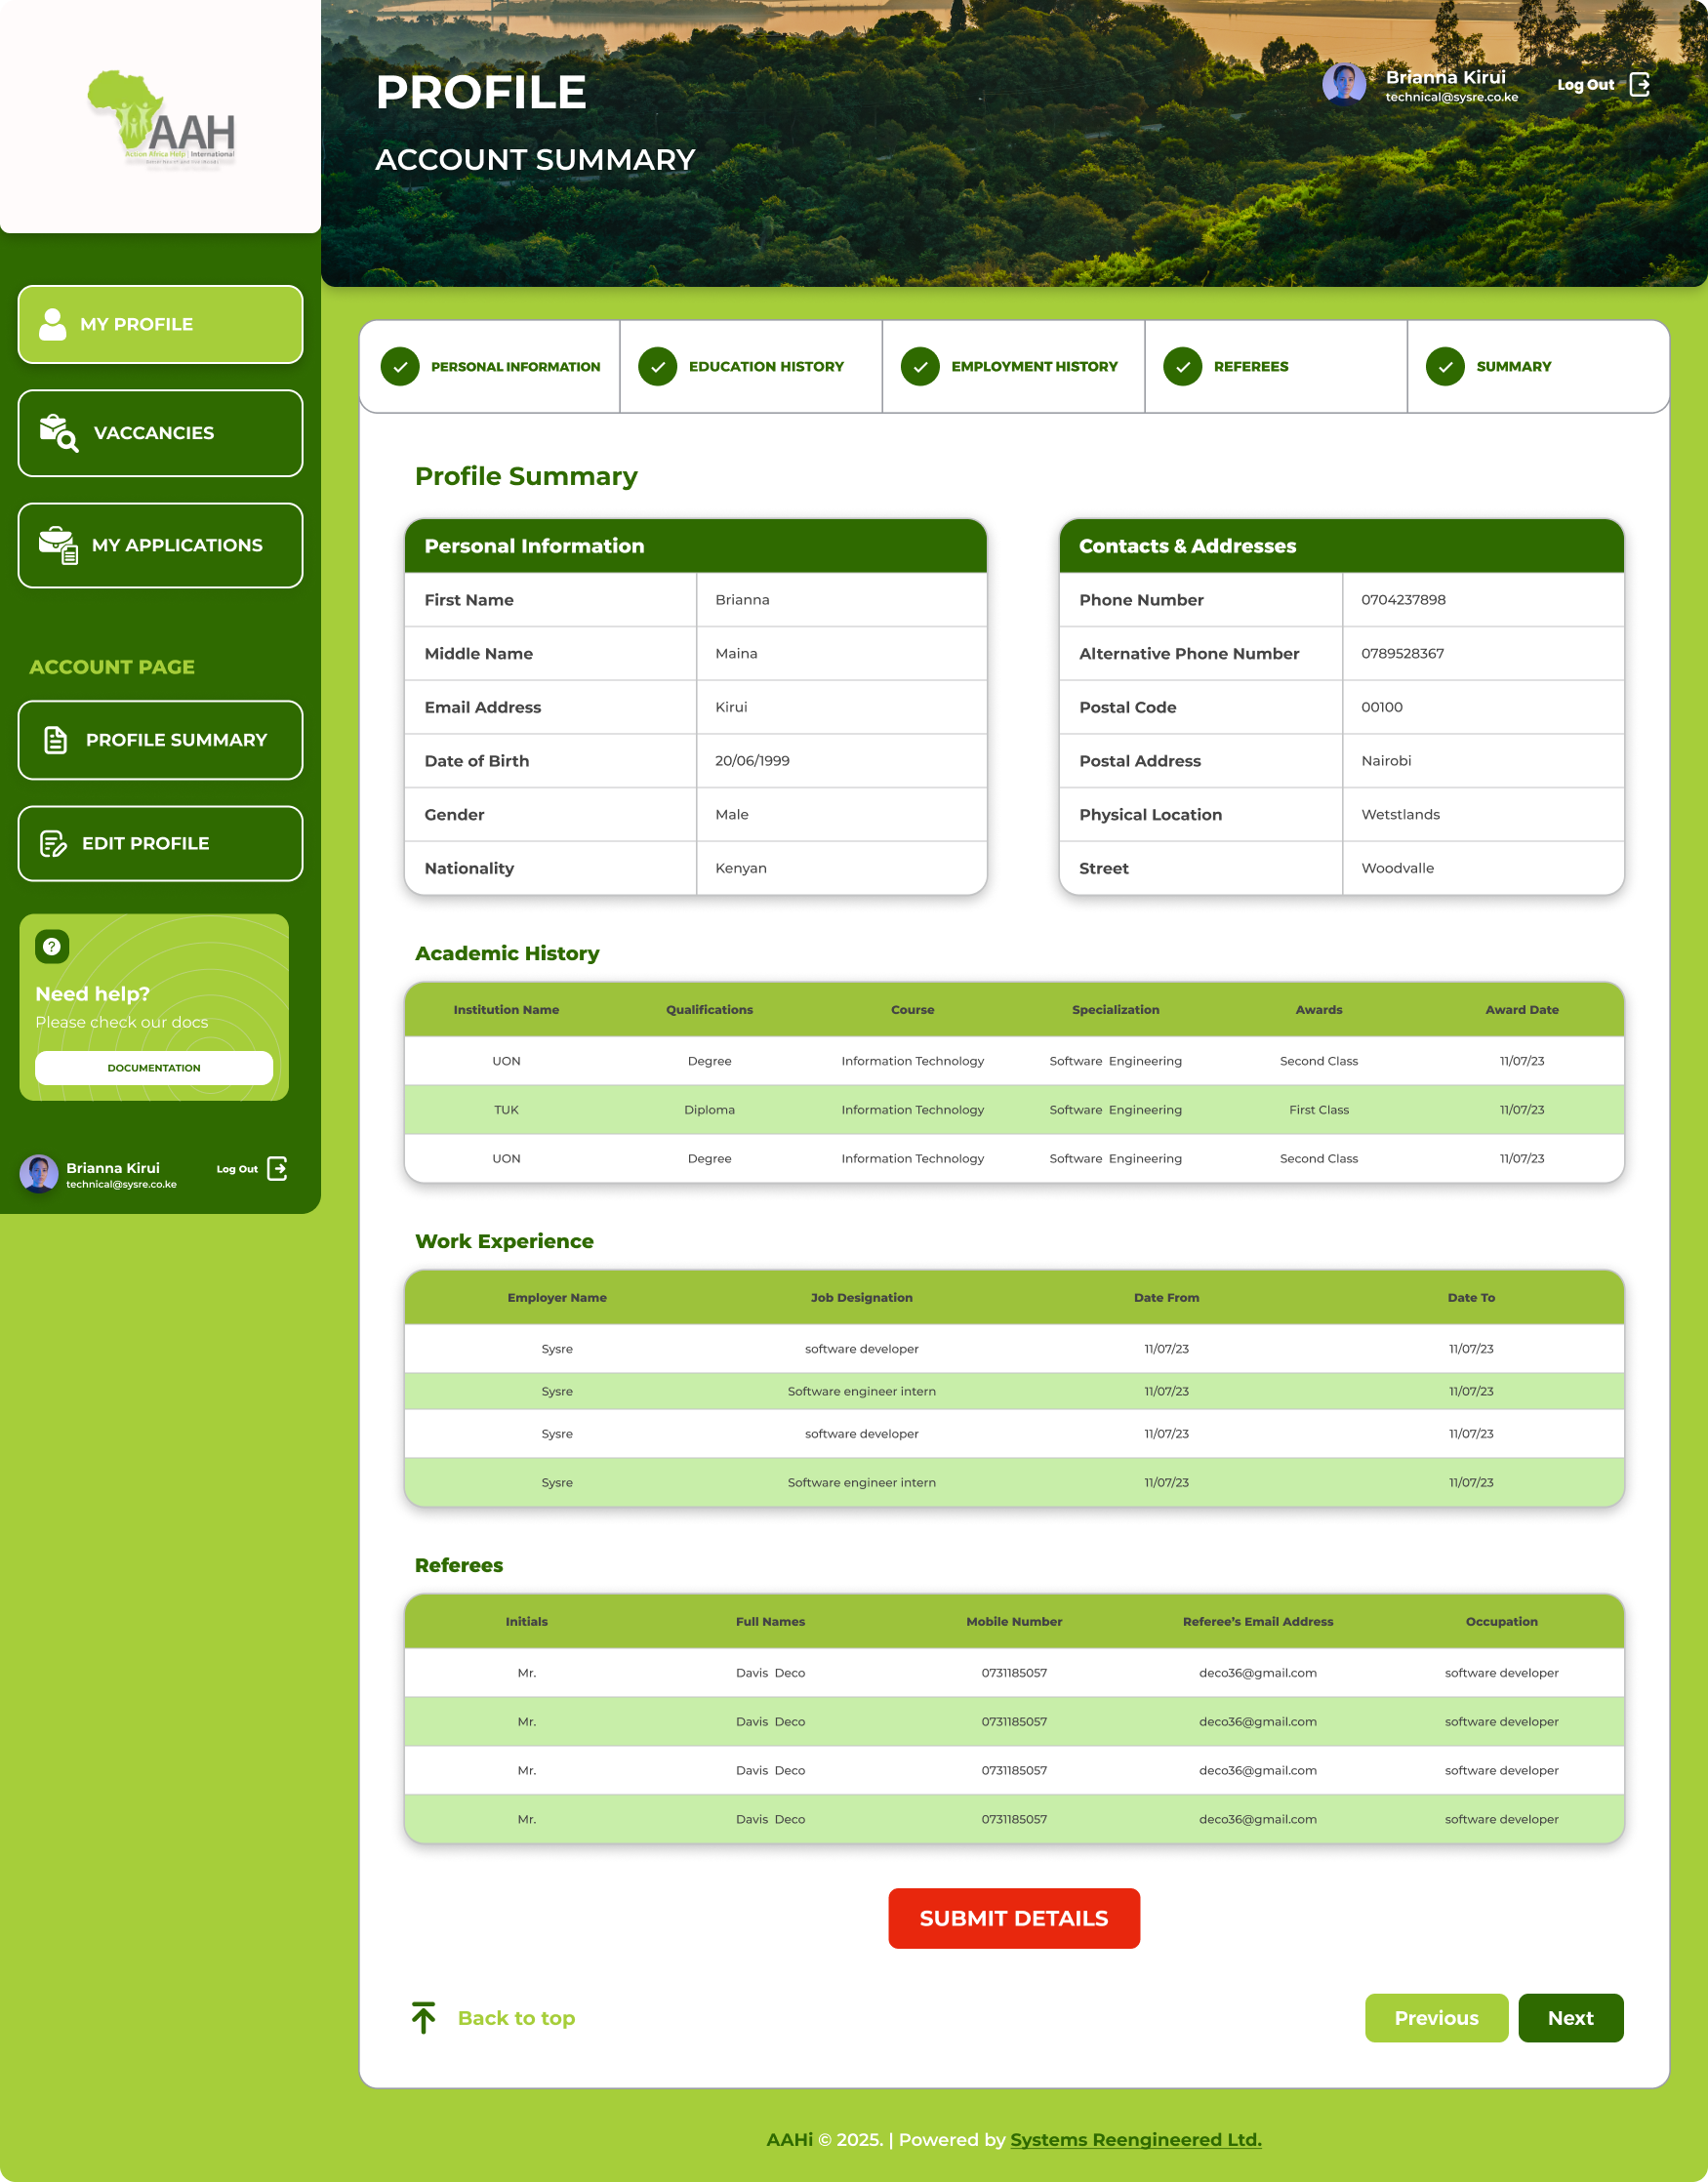 AAH
Action Africa Help | International
PROFILE
ACCOUNT SUMMARY
Brianna Kirui
technical@sysre.co.ke
Log Out
MY PROFILE
VACCANCIES
MY APPLICATIONS
ACCOUNT PAGE
PROFILE SUMMARY
EDIT PROFILE
Need help?
Please check our docs
DOCUMENTATION
Brianna Kirui
technical@sysre.co.ke
Log Out
PERSONAL INFORMATION EDUCATION HISTORY EMPLOYMENT HISTORY REFEREES SUMMARY
Profile Summary
Personal Information
First Name Brianna
Middle Name Maina
Email Address Kirui
Date of Birth 20/06/1999
Gender Male
Nationality Kenyan
Contacts & Addresses
Phone Number 0704237898
Alternative Phone Number 0789528367
Postal Code 00100
Postal Address Nairobi
Physical Location Wetstlands
Street Woodvalle
Academic History
Institution Name Qualifications Course Specialization Awards Award Date
UON Degree Information Technology Software Engineering Second Class 11/07/23
TUK Diploma Information Technology Software Engineering First Class 11/07/23
UON Degree Information Technology Software Engineering Second Class 11/07/23
Work Experience
Employer Name Job Designation Date From Date To
Sysre software developer 11/07/23 11/07/23
Sysre Software engineer intern 11/07/23 11/07/23
Sysre software developer 11/07/23 11/07/23
Sysre Software engineer intern 11/07/23 11/07/23
Referees
Initials Full Names Mobile Number Referee’s Email Address Occupation
Mr. Davis Deco 0731185057 deco36@gmail.com software developer
Mr. Davis Deco 0731185057 deco36@gmail.com software developer
Mr. Davis Deco 0731185057 deco36@gmail.com software developer
Mr. Davis Deco 0731185057 deco36@gmail.com software developer
SUBMIT DETAILS
Back to top
Previous Next
AAHi © 2025. | Powered by Systems Reengineered Ltd.